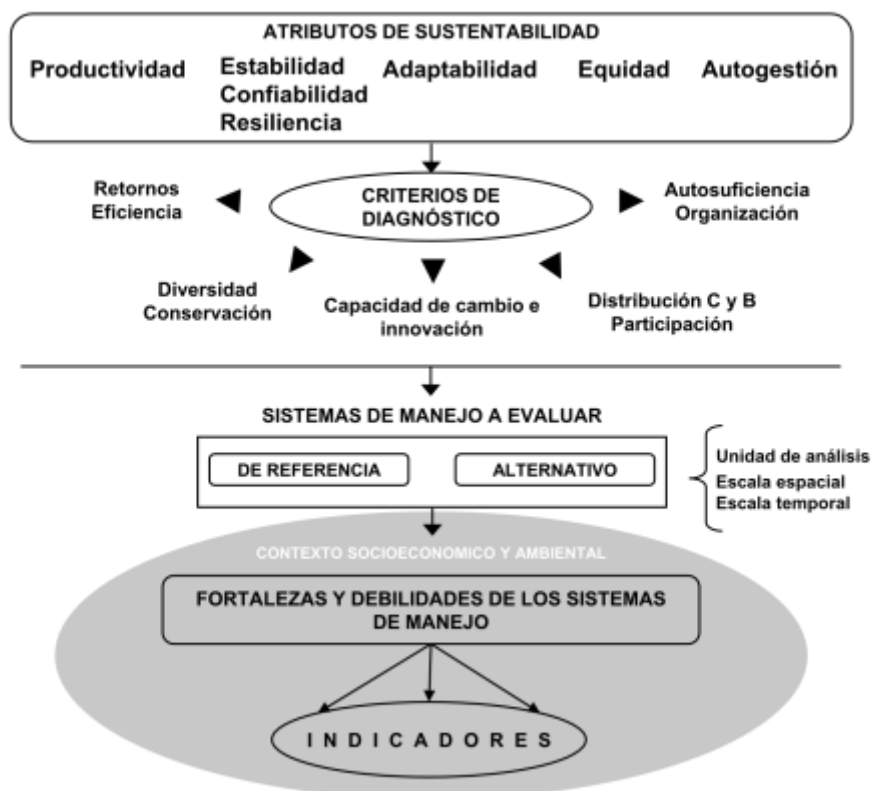 ATRIBUTOS DE SUSTENTABILIDAD
Productividad
Estabilidad
Confiabilidad
Resiliencia
Adaptabilidad
Equidad
Autogestión
Retornos
Eficiencia
CRITERIOS DE
DIAGNÓSTICO
Autosuficiencia
Organización
Diversidad
Conservación
Capacidad de cambio e
innovación
Distribución C y B
Participación
SISTEMAS DE MANEJO A EVALUAR
DE REFERENCIA
ALTERNATIVO
Unidad de análisis
Escala espacial
Escala temporal
CONTEXTO SOCIOECONOMICO Y AMBIENTAL
FORTALEZAS Y DEBILIDADES DE LOS SISTEMAS
DE MANEJO
I N D I C A D O R E S